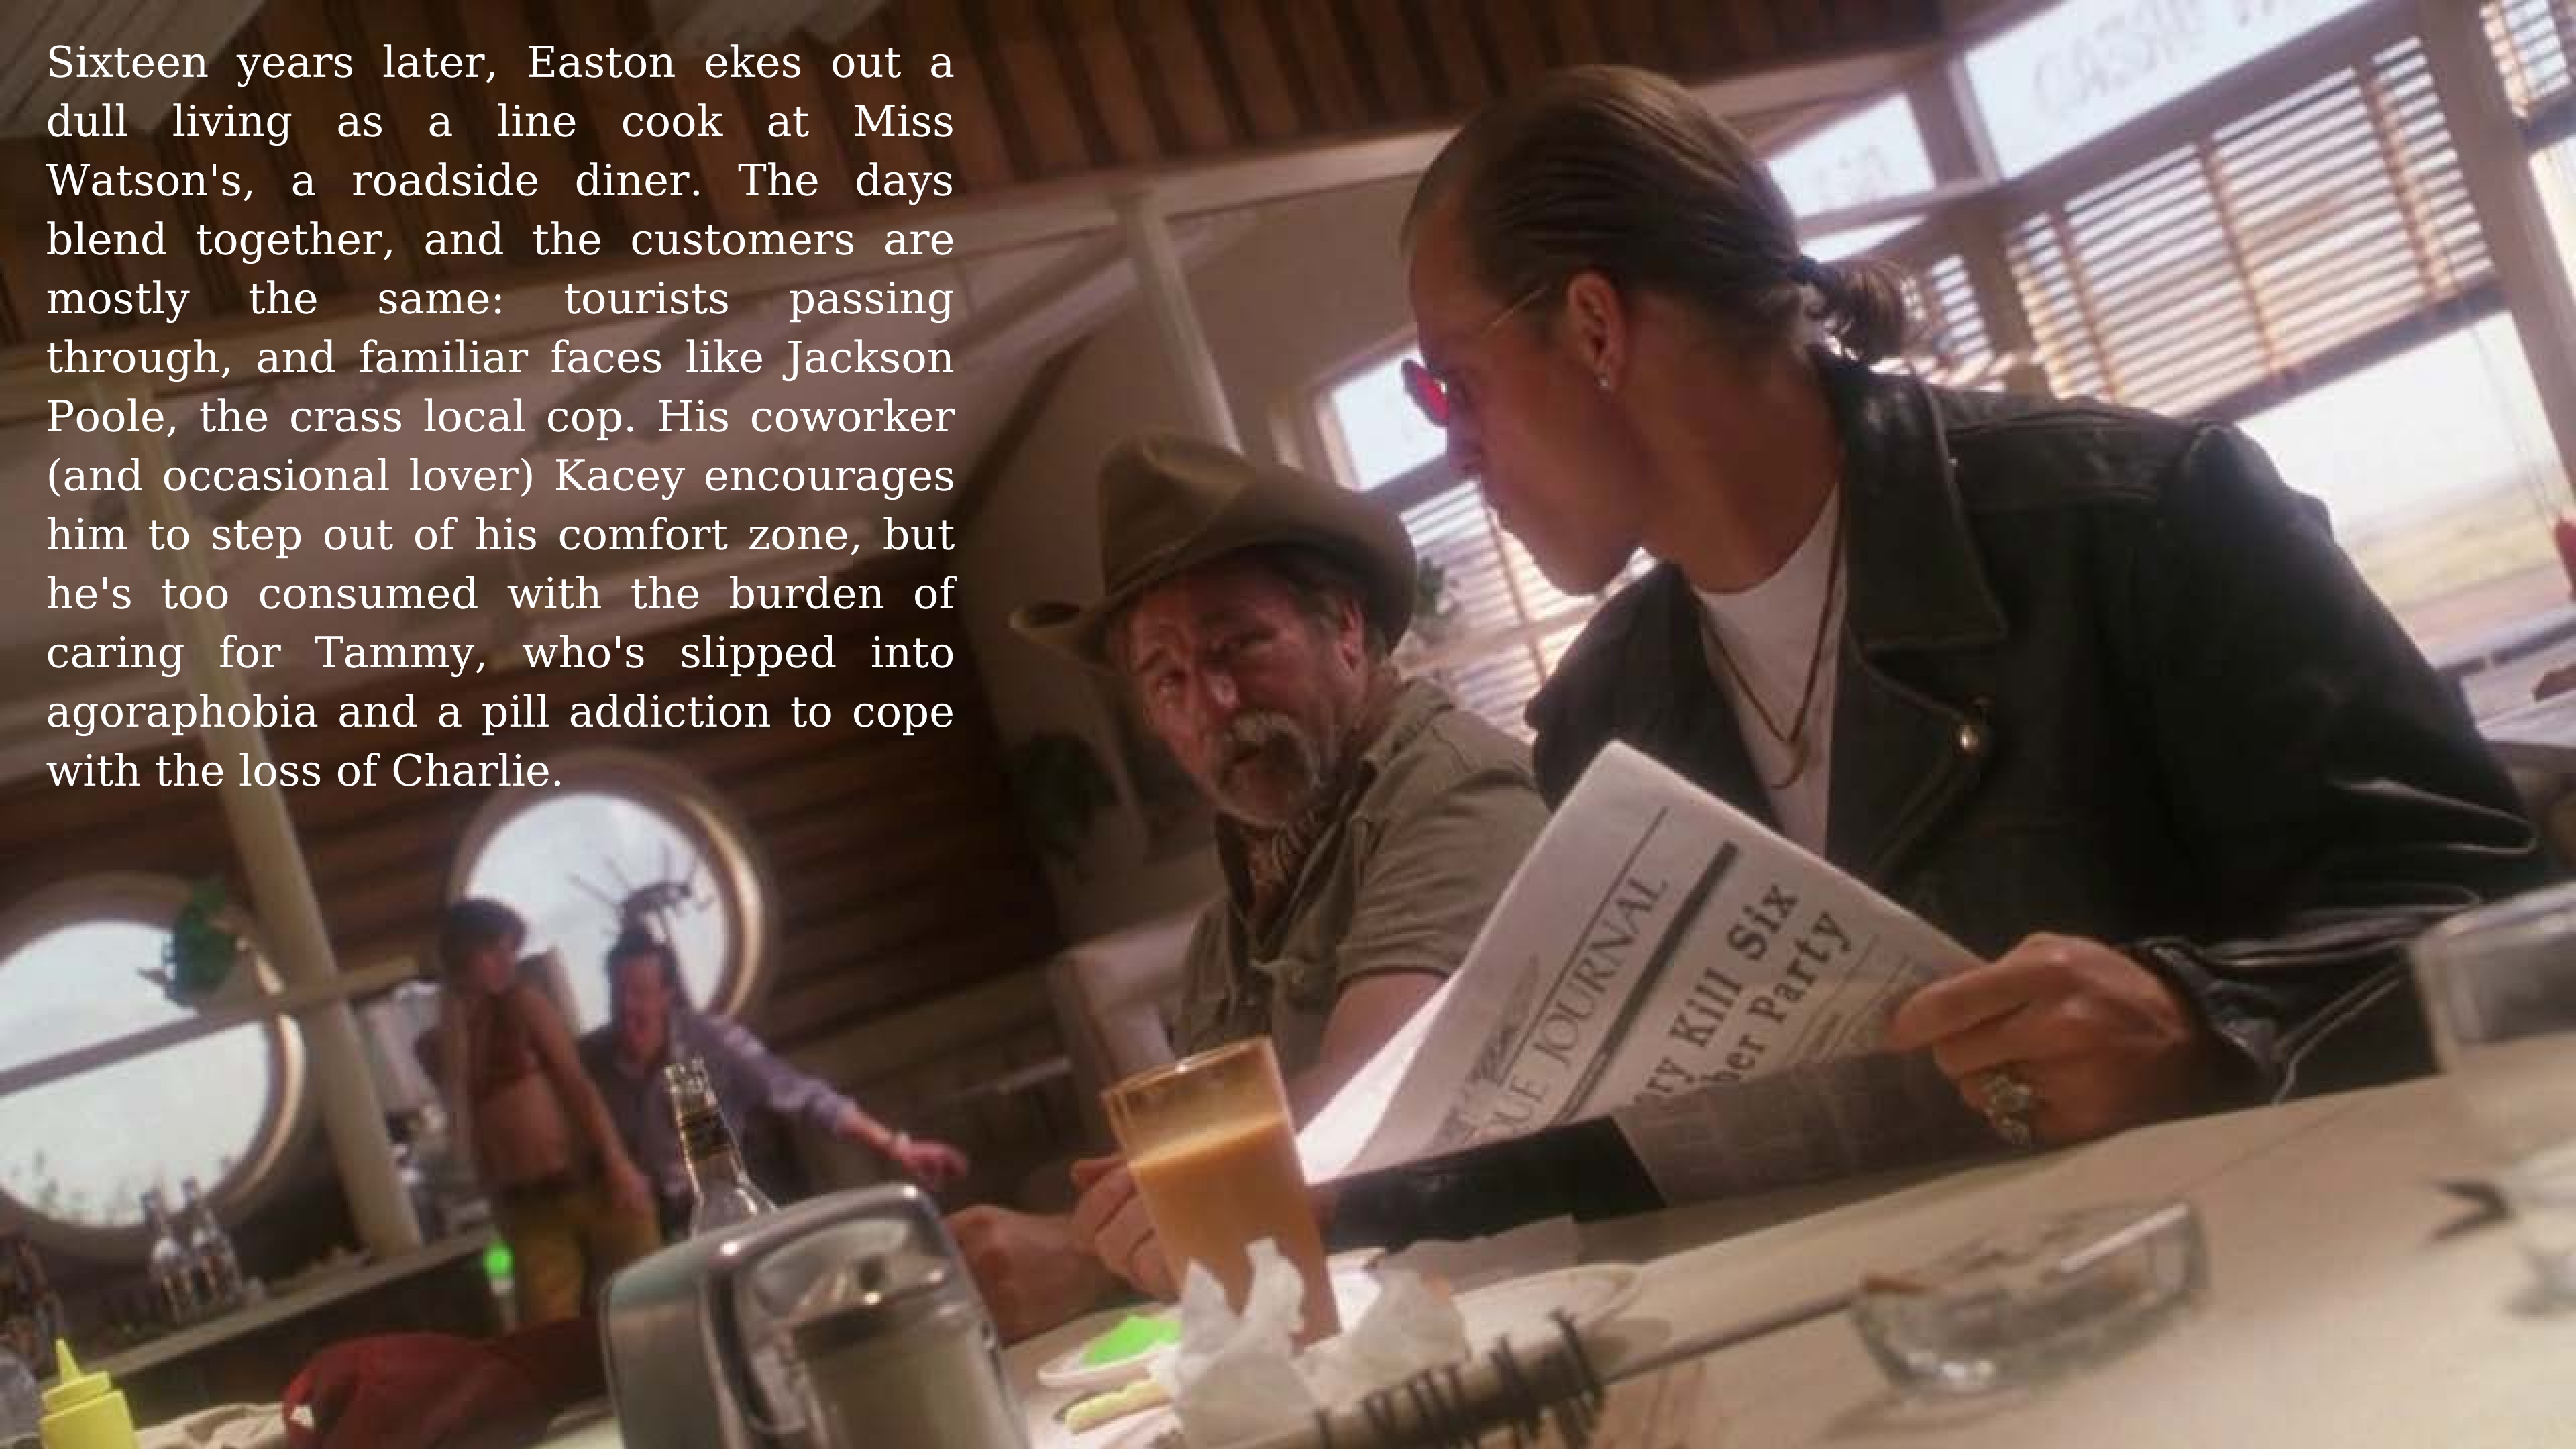 Sixteen years later, Easton ekes out a
dull living as a line cook at Miss
Watson's, a roadside diner. The days
blend together, and the customers are
mostly the same: tourists passing
through, and familiar faces like Jackson
Poole, the crass local cop. His coworker
(and occasional lover) Kacey encourages
him to step out of his comfort zone, but
he's too consumed with the burden of
caring for Tammy, who's slipped into
agoraphobia and a pill addiction to cope
with the loss of Charlie.
JOURNAL
Kill Six
Party